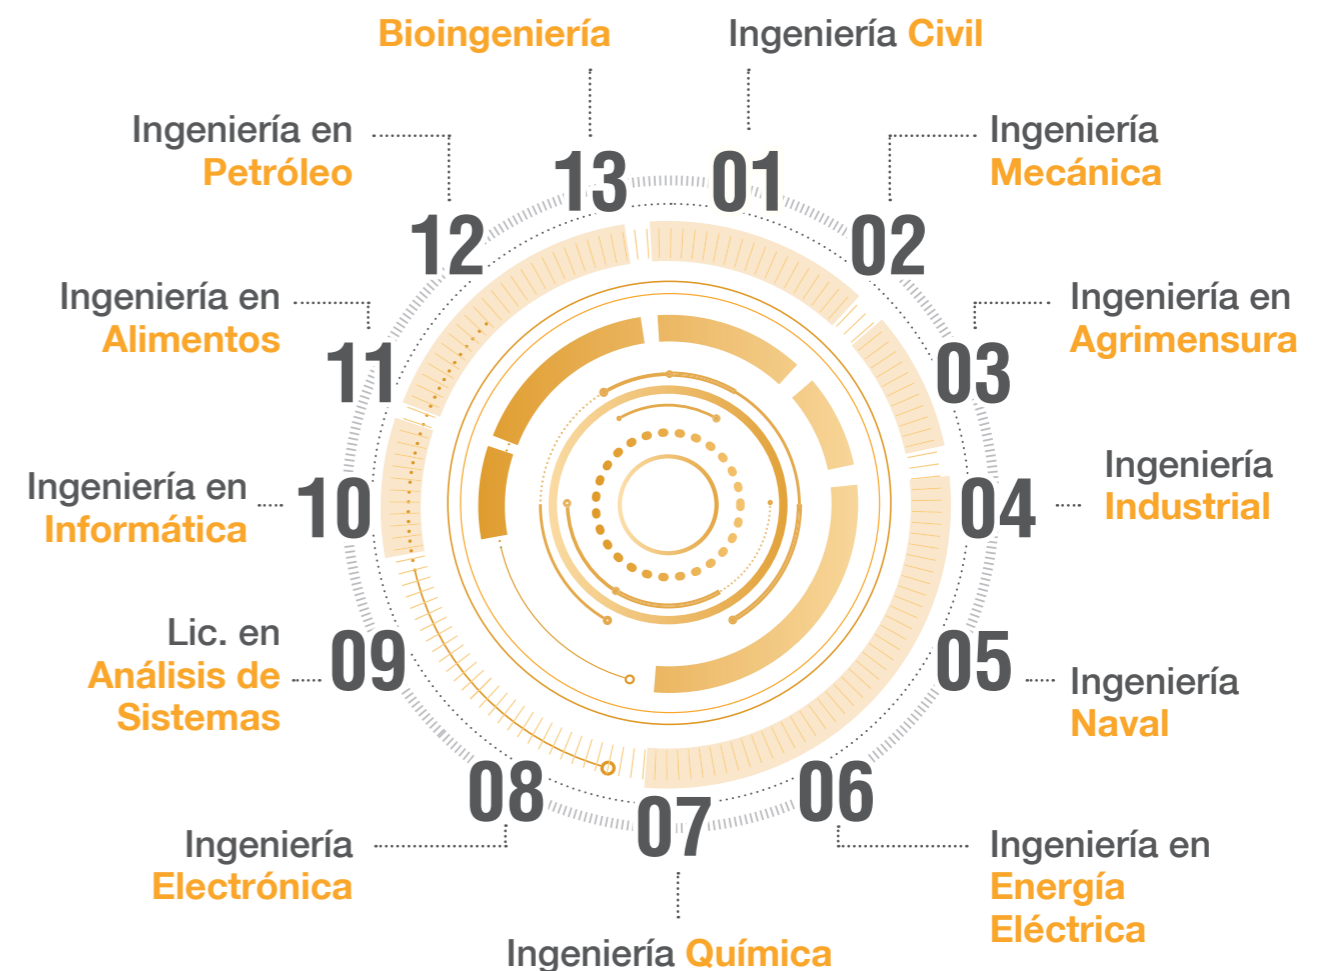 01
Ingeniería Civil
02
Ingeniería
Mecánica
03
Ingeniería en
Agrimensura
04
Ingeniería
Industrial
05
Ingeniería
Naval
06
Ingeniería en
Energía
Eléctrica
07
Ingeniería Química
08
Ingeniería
Electrónica
09
Lic. en
Análisis de
Sistemas
10
Ingeniería en
Informática
11
Ingeniería en
Alimentos
12
Ingeniería en
Petróleo
13
Bioingeniería